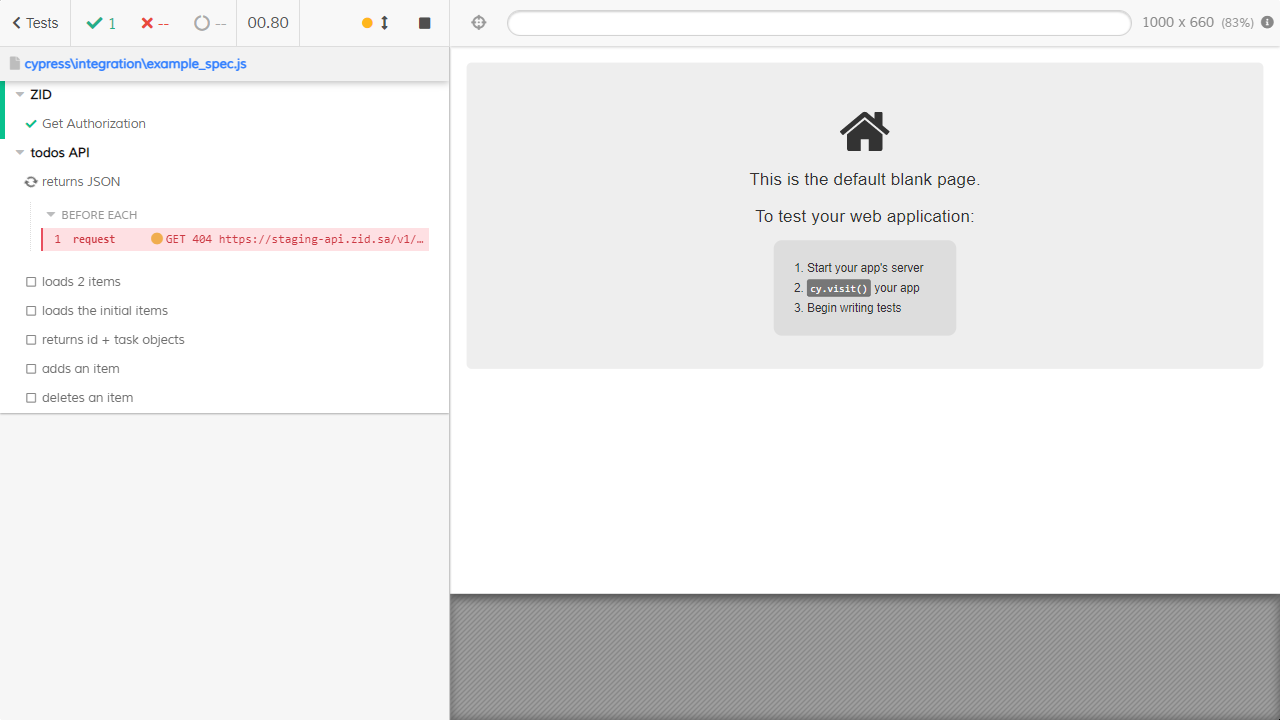 Tests
1
--
--
00.80
1000 x 660 (83%)
cypress\integration\example_spec.js
ZID
Get Authorization
todos API
returns JSON
BEFORE EACH
1 request GET 404 https://staging-api.zid.sa/v1/…
loads 2 items
loads the initial items
returns id + task objects
adds an item
deletes an item
This is the default blank page.
To test your web application:
1. Start your app's server
2. cy.visit() your app
3. Begin writing tests